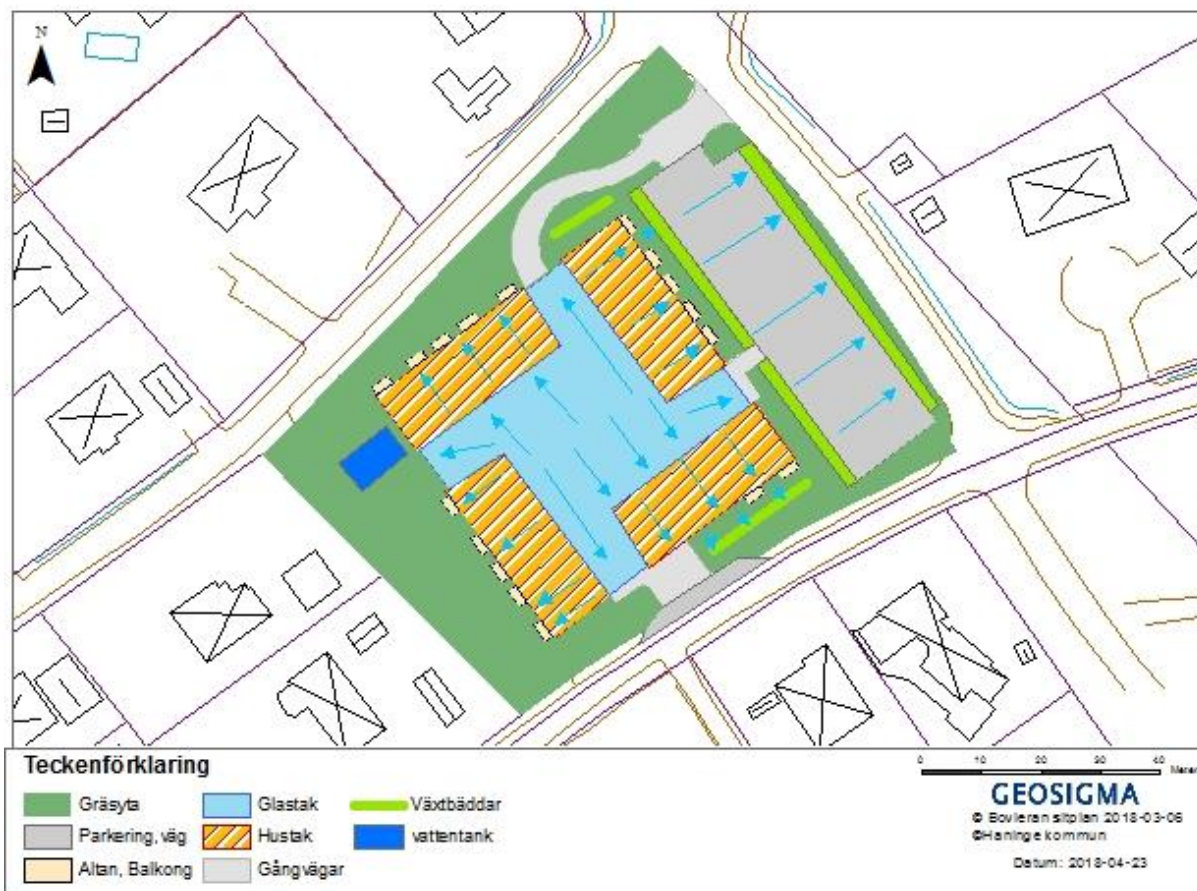 N
Teckenförklaring
Gräsyta
Glastak
Växtbäddar
Parkering, väg
Hustak
vattentank
Altan, Balkong
Gångvägar
0 10 20 30 40
GEOSIGMA
© Bovieran sitplan 2018-03-06
©Haninge kommun
Datum: 2018-04-23